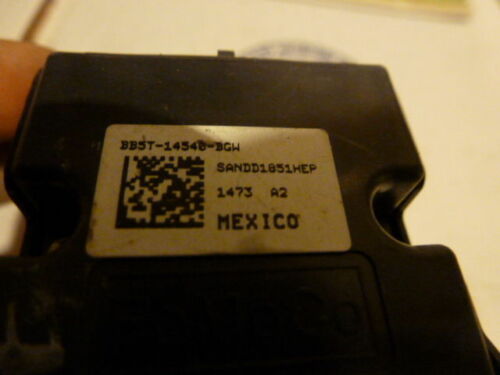 BB5T-14540-BGW
SANDD1851HEP
1473 A2
MEXICO